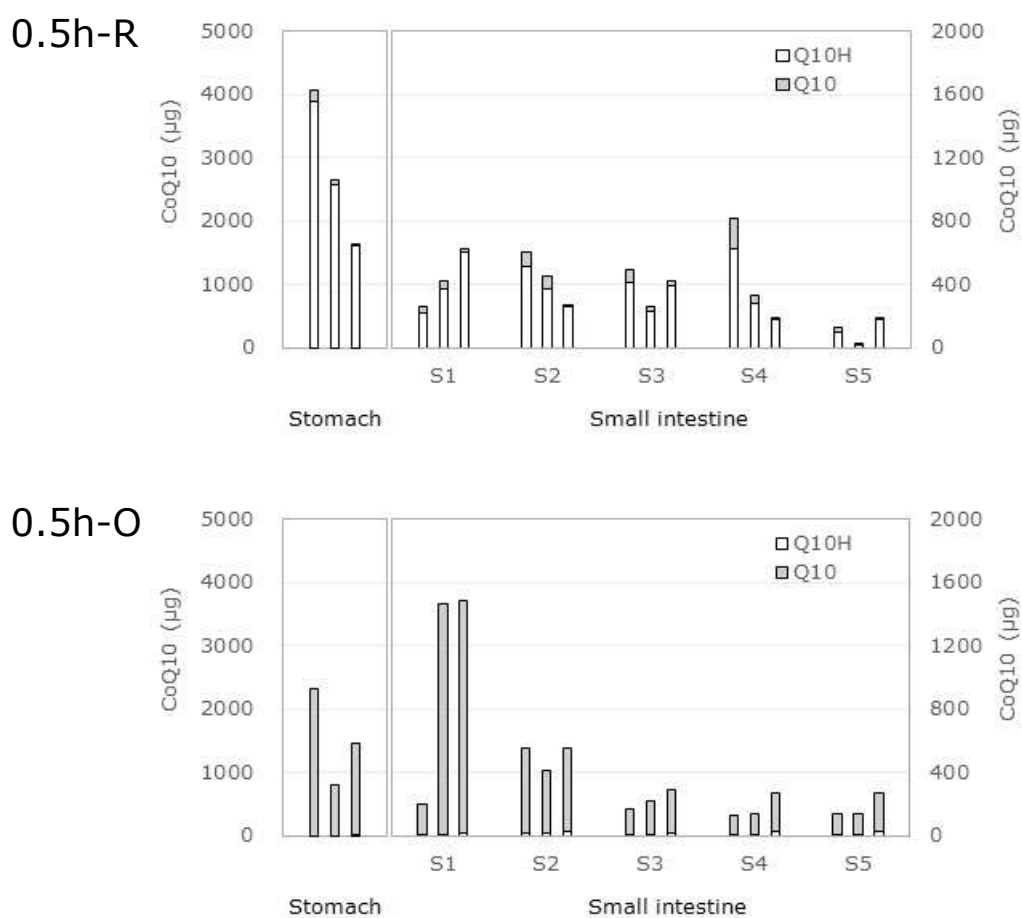 0.5h-R
5000
4000
3000
2000
1000
0
CoQ10 (μg)
Q10H
Q10
2000
1600
1200
800
400
0
CoQ10 (μg)
S1 S2 S3 S4 S5
Stomach Small intestine
0.5h-O
5000
4000
3000
2000
1000
0
CoQ10 (μg)
Q10H
Q10
2000
1600
1200
800
400
0
CoQ10 (μg)
S1 S2 S3 S4 S5
Stomach Small intestine